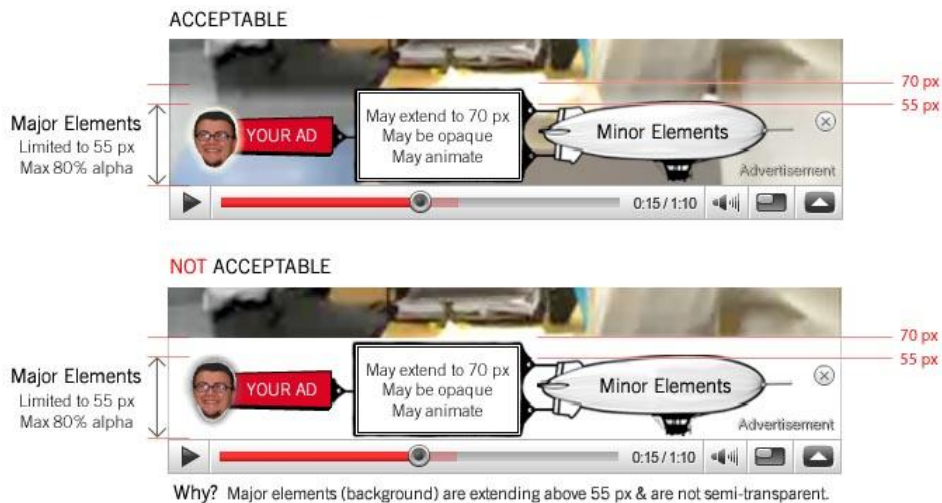 ACCEPTABLE
70 px
55 px
Major Elements
Limited to 55 px
Max 80% alpha
YOUR AD
May extend to 70 px
May be opaque
May animate
Minor Elements
Advertisement
0:15 / 1:10
NOT ACCEPTABLE
70 px
55 px
Major Elements
Limited to 55 px
Max 80% alpha
YOUR AD
May extend to 70 px
May be opaque
May animate
Minor Elements
Advertisement
0:15 / 1:10
Why? Major elements (background) are extending above 55 px & are not semi-transparent.